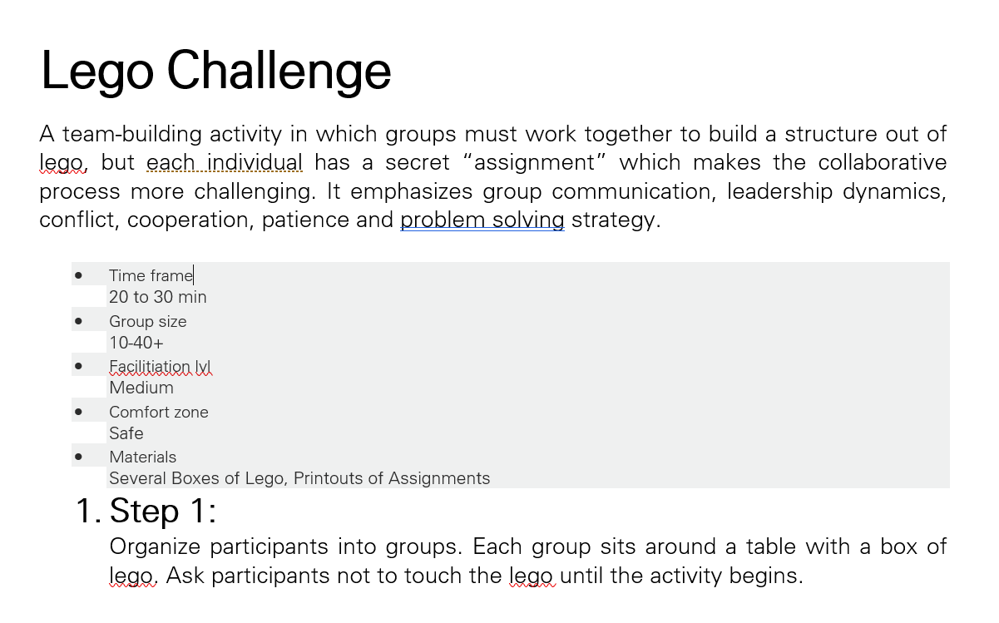 Lego Challenge
A team-building activity in which groups must work together to build a structure out of
lego, but each individual has a secret “assignment” which makes the collaborative
process more challenging. It emphasizes group communication, leadership dynamics,
conflict, cooperation, patience and problem solving strategy.
• Time frame
20 to 30 min
• Group size
10-40+
• Facilitiation lvl
Medium
• Comfort zone
Safe
• Materials
Several Boxes of Lego, Printouts of Assignments
1. Step 1:
Organize participants into groups. Each group sits around a table with a box of
lego. Ask participants not to touch the lego until the activity begins.